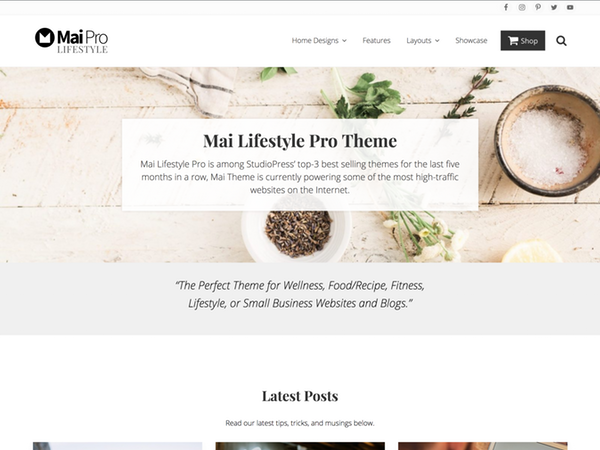 Mai Pro
LIFESTYLE
Home Designs
Features
Layouts
Showcase
Shop
Mai Lifestyle Pro Theme
Mai Lifestyle Pro is among StudioPress' top-3 best selling themes for the last five
months in a row, Mai Theme is currently powering some of the most high-traffic
websites on the Internet.
“The Perfect Theme for Wellness, Food/Recipe, Fitness,
Lifestyle, or Small Business Websites and Blogs.”
Latest Posts
Read our latest tips, tricks, and musings below.